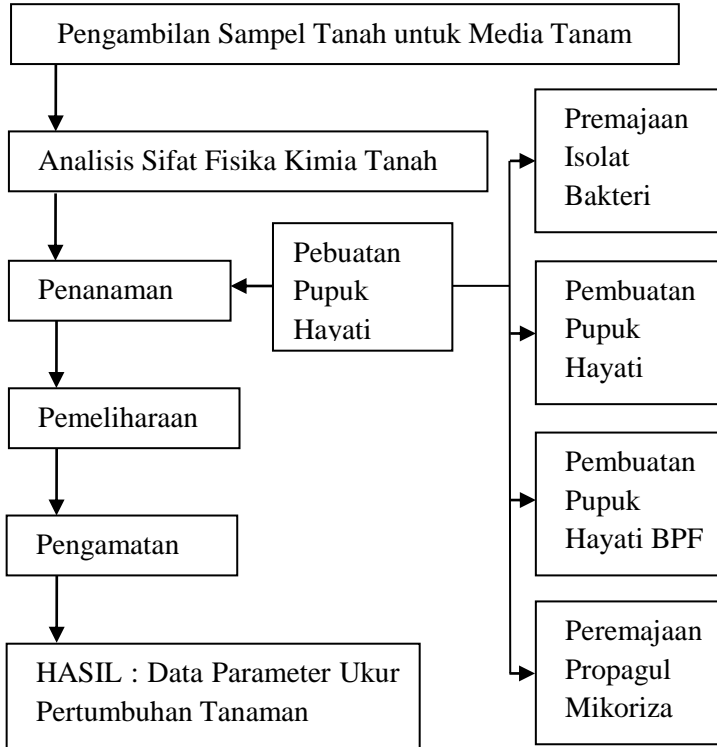 Pengambilan Sampel Tanah untuk Media Tanam
Analisis Sifat Fisika Kimia Tanah
Penanaman
Pebuatan
Pupuk
Hayati
Pemeliharaan
Pengamatan
HASIL : Data Parameter Ukur
Pertumbuhan Tanaman
Premajaan
Isolat
Bakteri
Pembuatan
Pupuk
Hayati
Pembuatan
Pupuk
Hayati BPF
Peremajaan
Propagul
Mikoriza